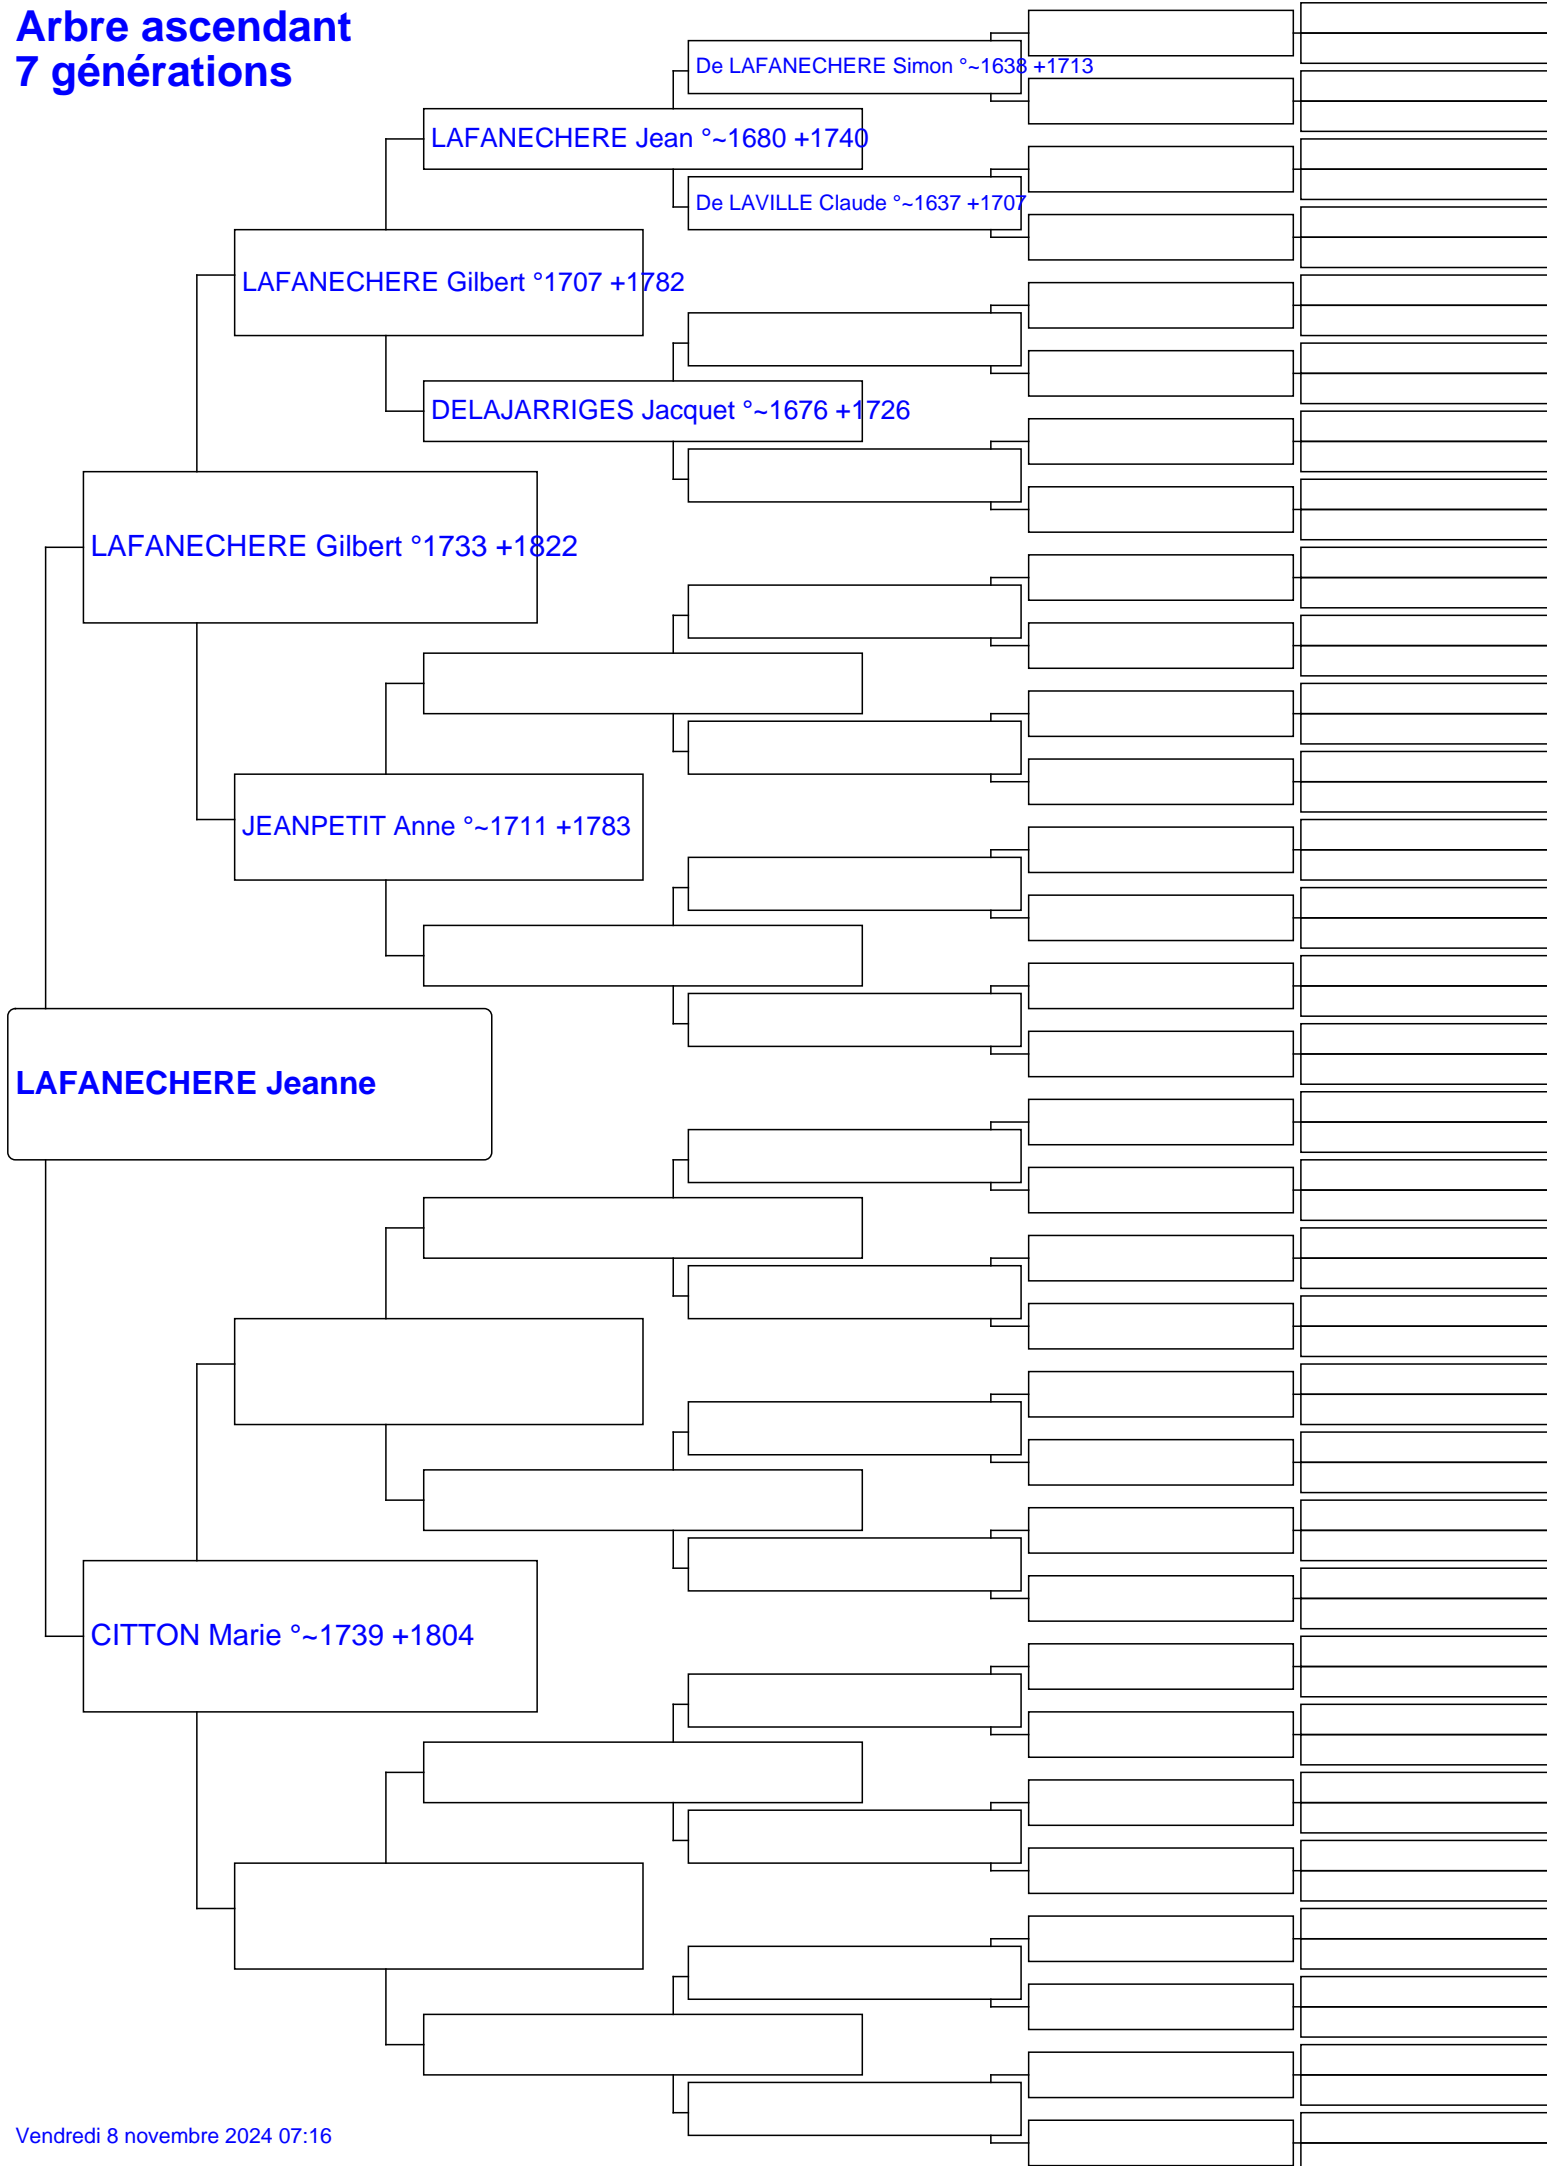 Arbre ascendant
7 générations
De LAFANECHERE Simon °~1638 +1713
LAFANECHERE Jean °~1680 +1740
De LAVILLE Claude °~1637 +1707
LAFANECHERE Gilbert °1707 +1782
DELAJARRIGES Jacquet °~1676 +1726
LAFANECHERE Gilbert °1733 +1822
JEANPETIT Anne °~1711 +1783
LAFANECHERE Jeanne
CITTON Marie °~1739 +1804
Vendredi 8 novembre 2024 07:16